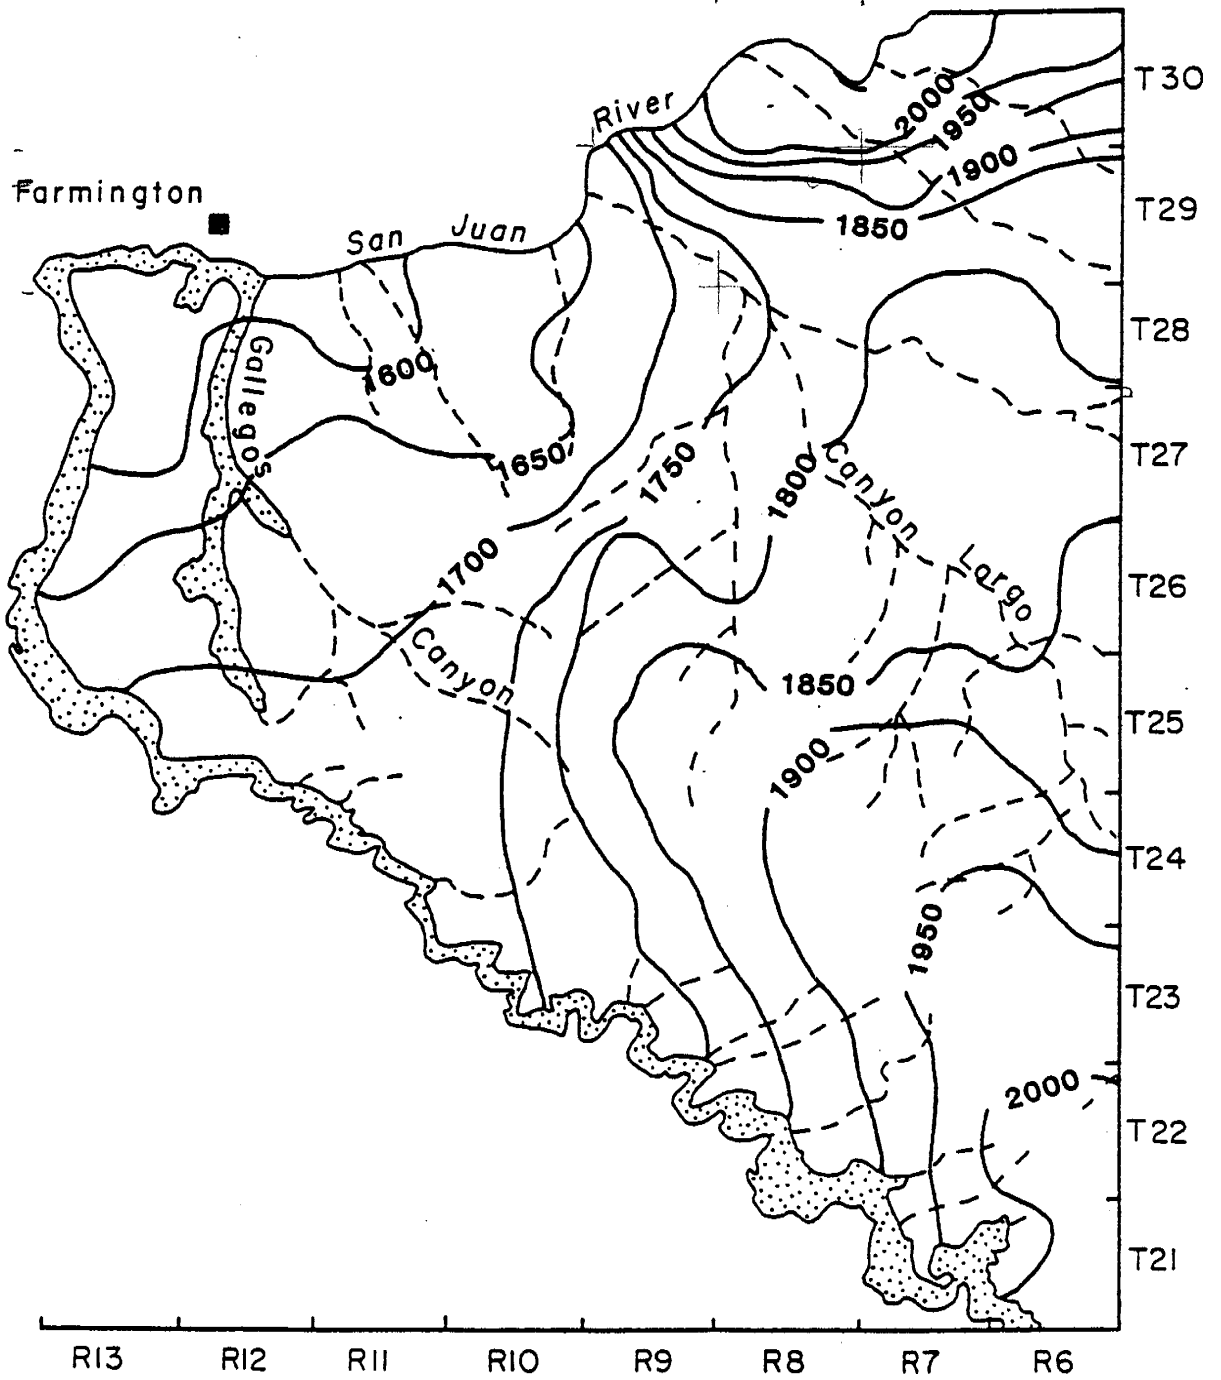 T30
2000
1950
River
1900
Farmington
T29
San Juan
1850
T28
Gallegos
1600
1650
1750
1800
Canyon
T27
1700
Largo
T26
Canyon
1850
T25
1900
T24
1950
T23
2000
T22
T21
R13 R12 R11 R10 R9 R8 R7 R6